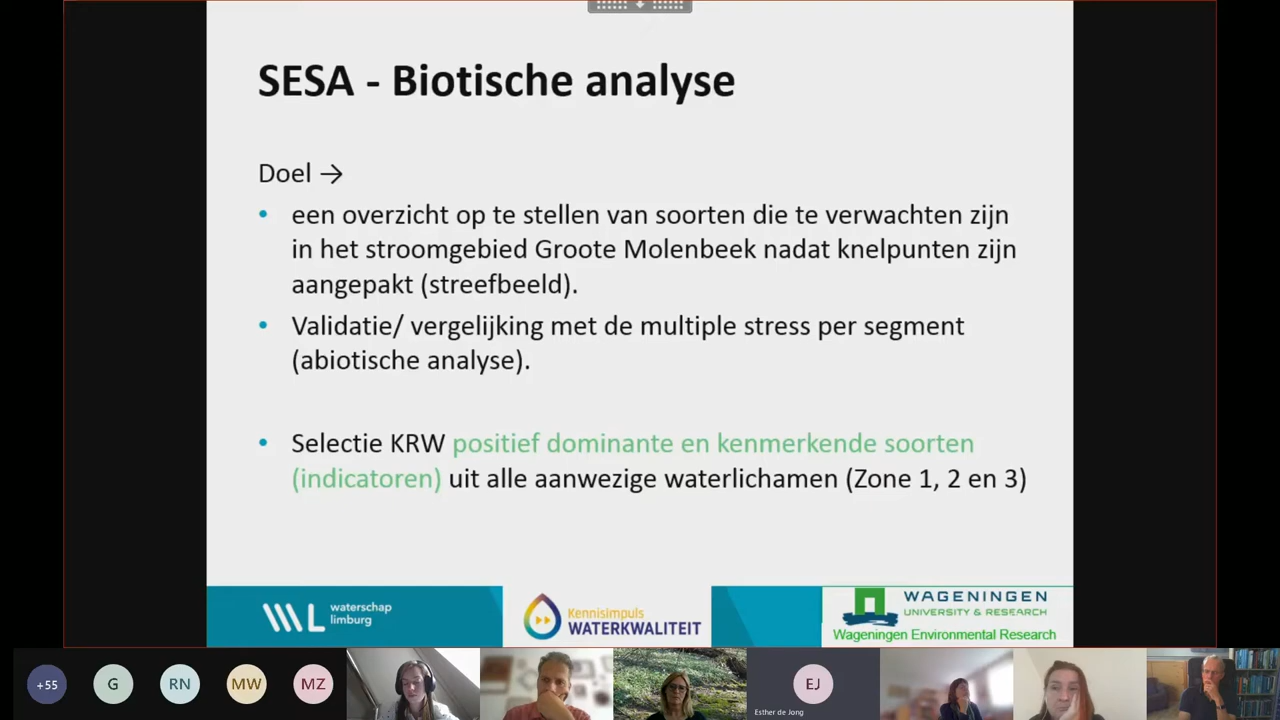 SESA - Biotische analyse
Doel →
• een overzicht op te stellen van soorten die te verwachten zijn
in het stroomgebied Groote Molenbeek nadat knelpunten zijn
aangepakt (streefbeeld).
• Validatie/ vergelijking met de multiple stress per segment
(abiotische analyse).
• Selectie KRW positief dominante en kenmerkende soorten
(indicatoren) uit alle aanwezige waterlichamen (Zone 1, 2 en 3)
waterschap
limburg
Kennisimpuls
WATERKWALITEIT
WAGENINGEN
UNIVERSITY & RESEARCH
Wageningen Environmental Research
+55
G
RN
MW
MZ
EJ
Esther de Jong